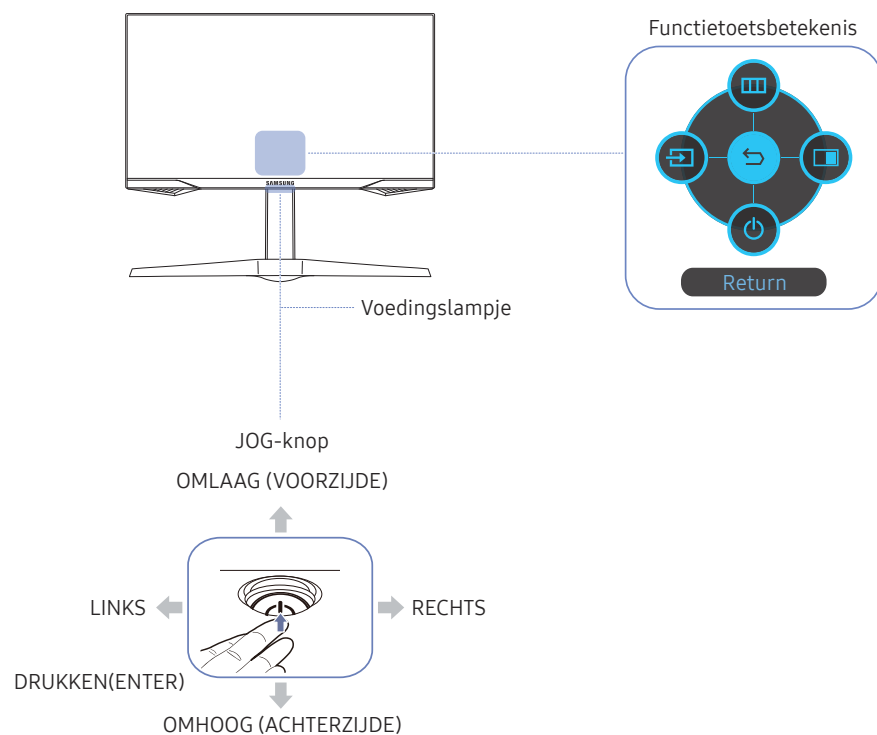 Functietoetsbetekenis
SAMSUNG
Return
Voedingslampje
JOG-knop
OMLAAG (VOORZIJDE)
LINKS
RECHTS
DRUKKEN(ENTER)
OMHOOG (ACHTERZIJDE)